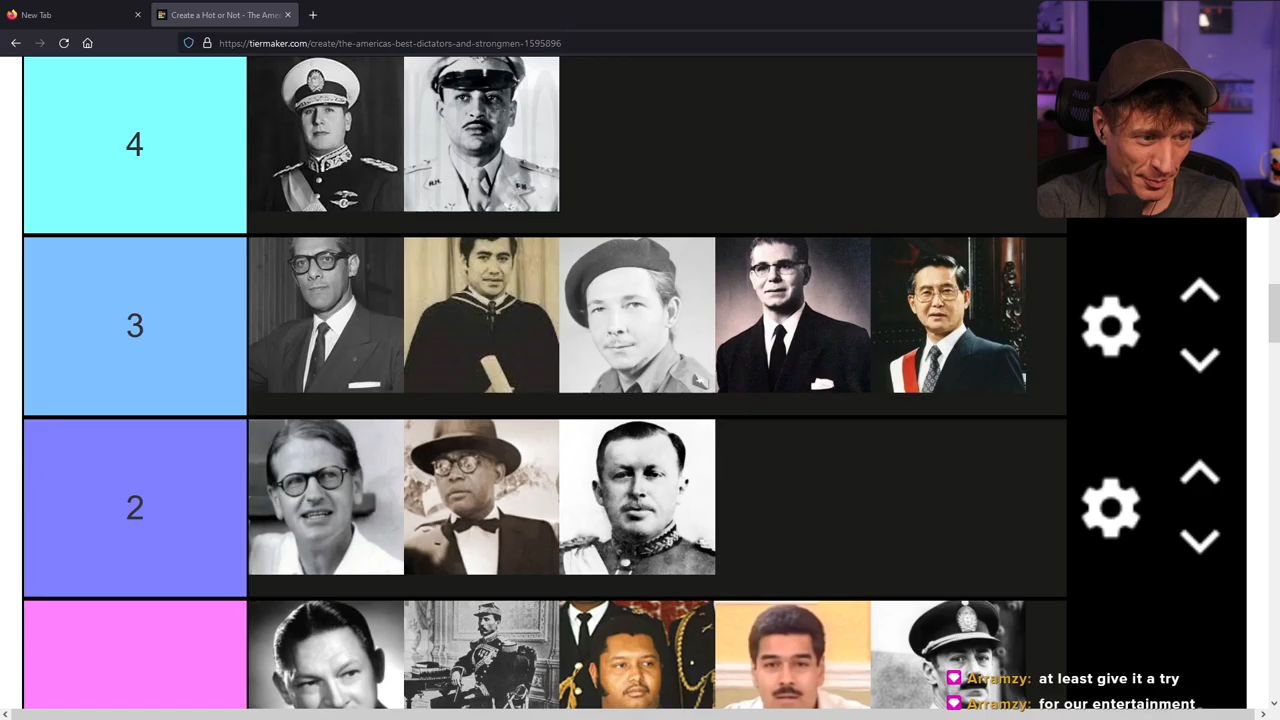 New Tab
Create a Hot or Not - The Ame
https://tiermaker.com/create/the-americas-best-dictators-and-strongmen-1595896
4
3
2
Arramzy: at least give it a try
Arramzy: for our entertainment